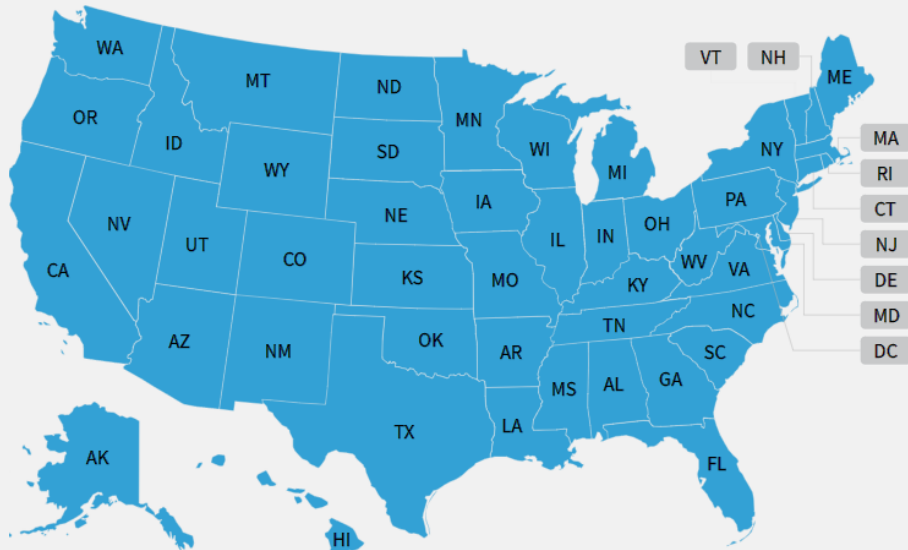 WA
MT
ND
MN
VT
NH
ME
OR
ID
WY
SD
WI
MI
NY
MA
RI
CT
NJ
DE
MD
DC
NV
UT
CO
NE
IA
IL
IN
OH
PA
CA
KS
MO
KY
WV
VA
AZ
NM
OK
AR
TN
NC
SC
TX
LA
MS
AL
GA
FL
AK
HI